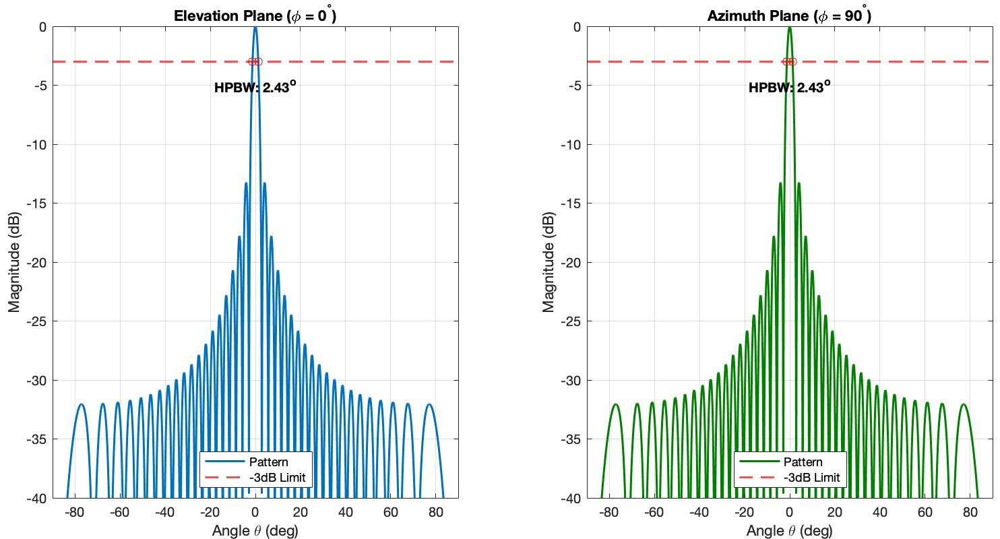 Elevation Plane (ϕ = 0°)
0
-5
-10
-15
-20
-25
-30
-35
-40
Magnitude (dB)
HPBW: 2.43º
Pattern
-3dB Limit
-80 -60 -40 -20 0 20 40 60 80
Angle θ (deg)
Azimuth Plane (ϕ = 90°)
0
-5
-10
-15
-20
-25
-30
-35
-40
Magnitude (dB)
HPBW: 2.43º
Pattern
-3dB Limit
-80 -60 -40 -20 0 20 40 60 80
Angle θ (deg)